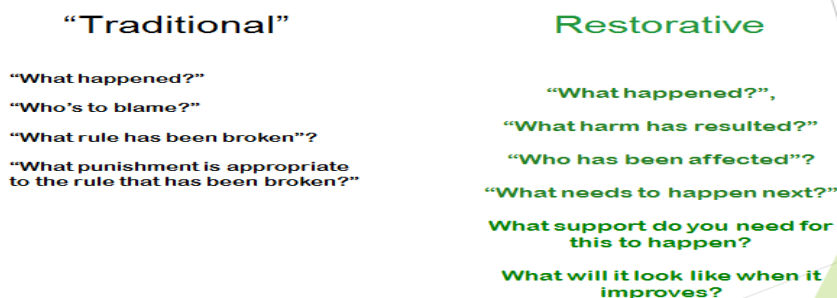 “Traditional”
“What happened?”
“Who’s to blame?”
“What rule has been broken”?
“What punishment is appropriate
to the rule that has been broken?”
Restorative
“What happened?”,
“What harm has resulted?”
“Who has been affected”?
“What needs to happen next?”
What support do you need for
this to happen?
What will it look like when it
improves?